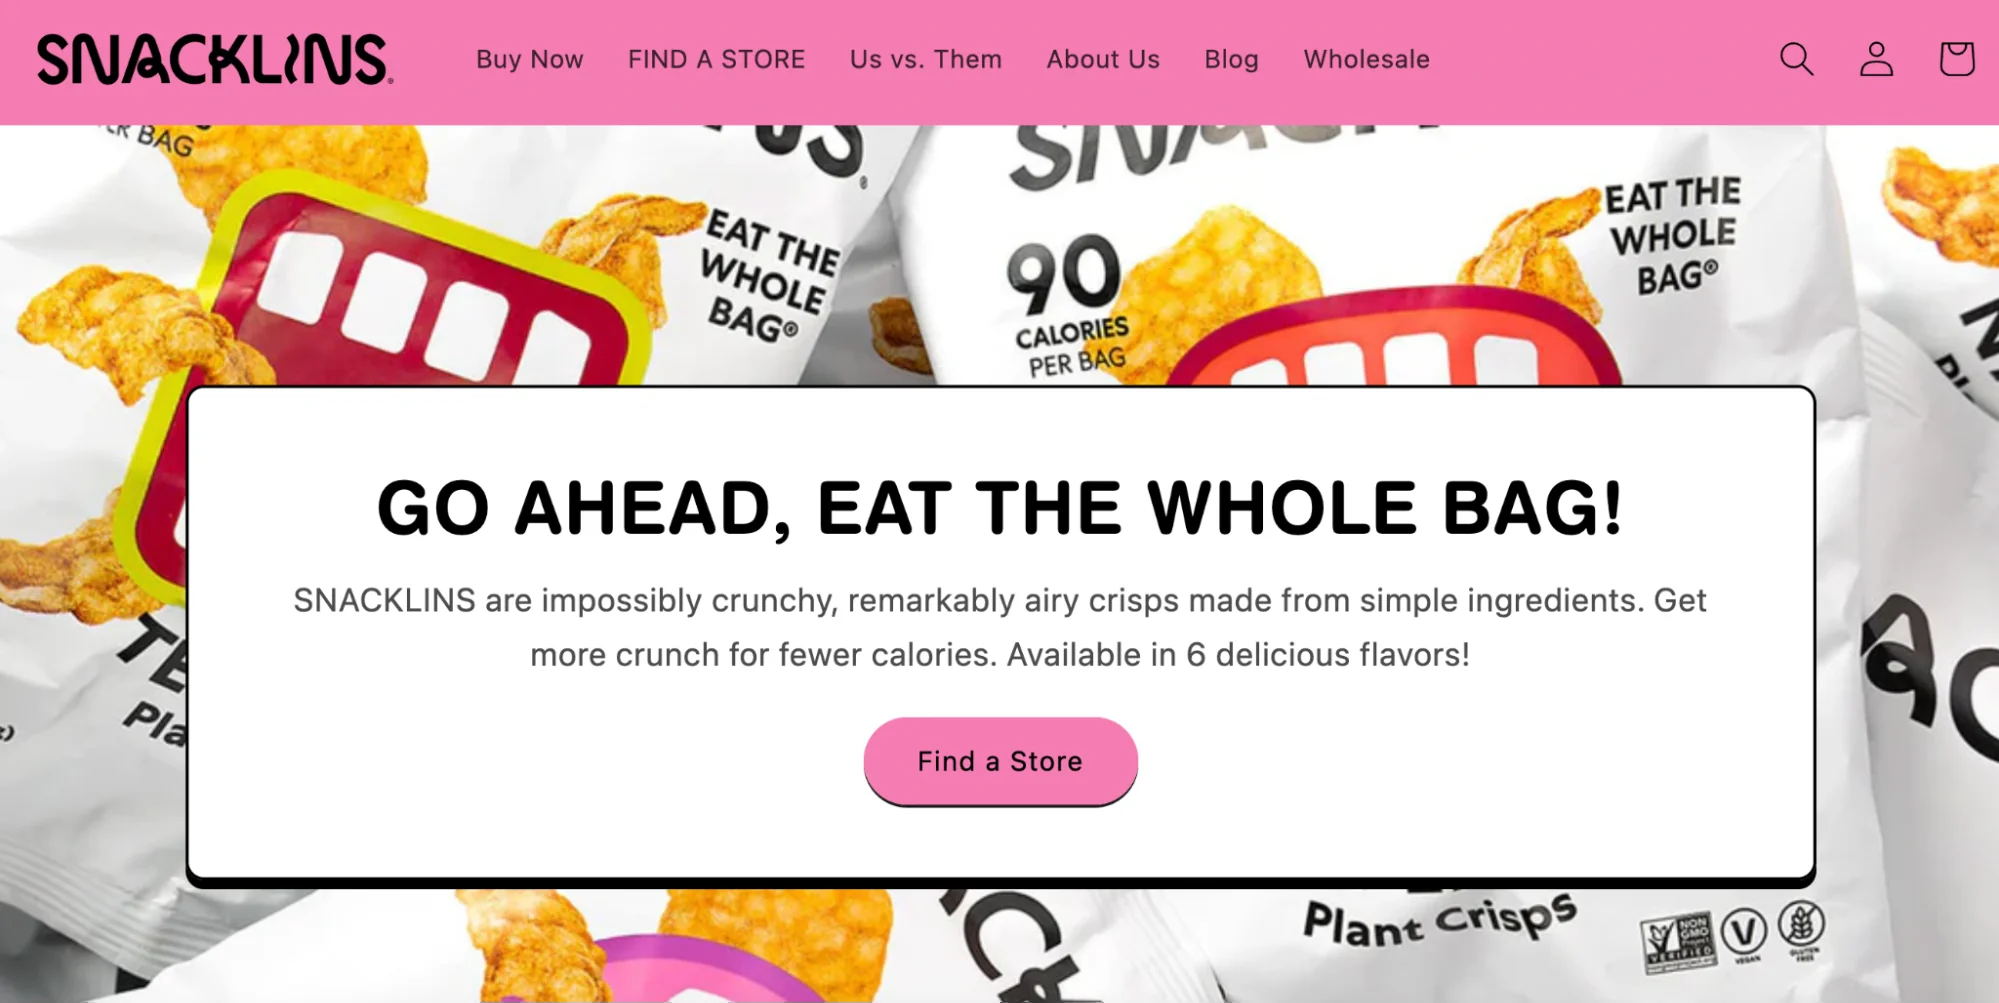 SNACKLINS®
Buy Now
FIND A STORE
Us vs. Them
About Us
Blog
Wholesale
BAG
EAT THE
WHOLE
BAG®
90
CALORIES
PER BAG
EAT THE
WHOLE
BAG®
GO AHEAD, EAT THE WHOLE BAG!
SNACKLINS are impossibly crunchy, remarkably airy crisps made from simple ingredients. Get
more crunch for fewer calories. Available in 6 delicious flavors!
Find a Store
Plant Crisps
NON
GMO
VERIFIED
V
VEGAN
GLUTEN
FREE